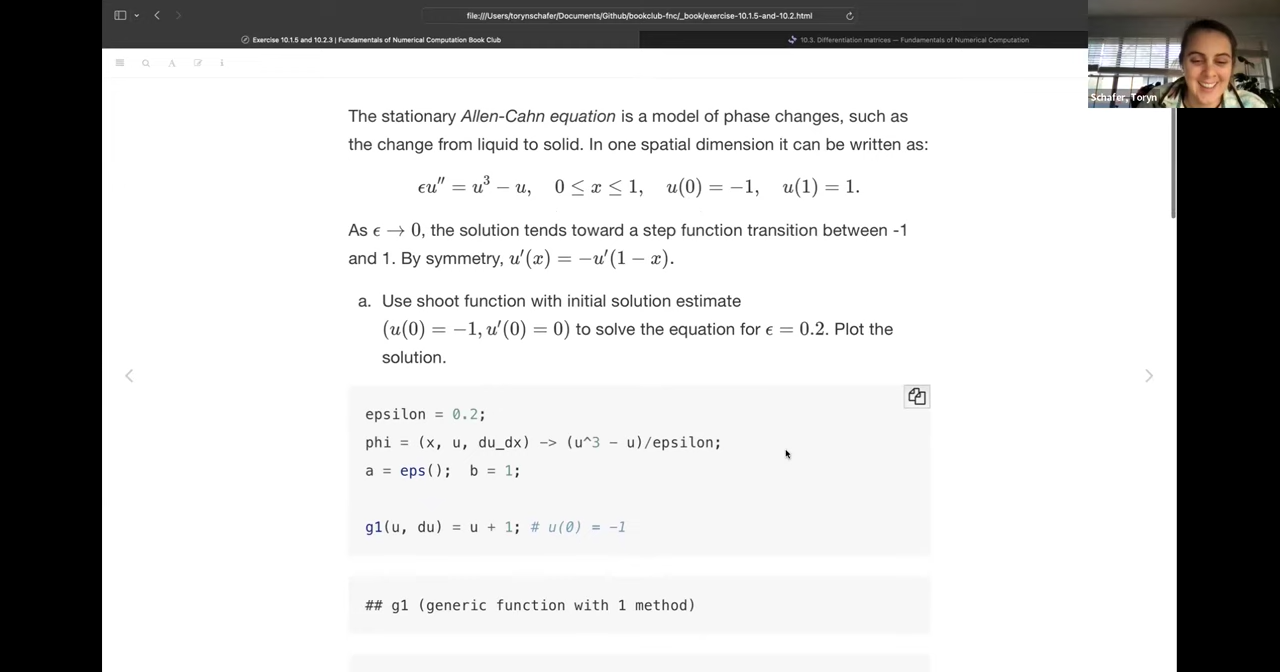 file:///Users/torynschafer/Documents/Github/bookclub-fnc/_book/exercise-10.1.5-and-10.2.html
Exercise 10.1.5 and 10.2.3 | Fundamentals of Numerical Computation Book Club
10.3. Differentiation matrices — Fundamentals of Numerical Computation
Schafer, Toryn
The stationary Allen-Cahn equation is a model of phase changes, such as
the change from liquid to solid. In one spatial dimension it can be written as:
ϵu″ = u³ − u, 0 ≤ x ≤ 1, u(0) = −1, u(1) = 1.
As ϵ → 0, the solution tends toward a step function transition between -1
and 1. By symmetry, u′(x) = −u′(1 − x).
a. Use shoot function with initial solution estimate
(u(0) = −1, u′(0) = 0) to solve the equation for ϵ = 0.2. Plot the
solution.
epsilon = 0.2;
phi = (x, u, du_dx) -> (u^3 - u)/epsilon;
a = eps(); b = 1;
g1(u, du) = u + 1; # u(0) = -1
## g1 (generic function with 1 method)